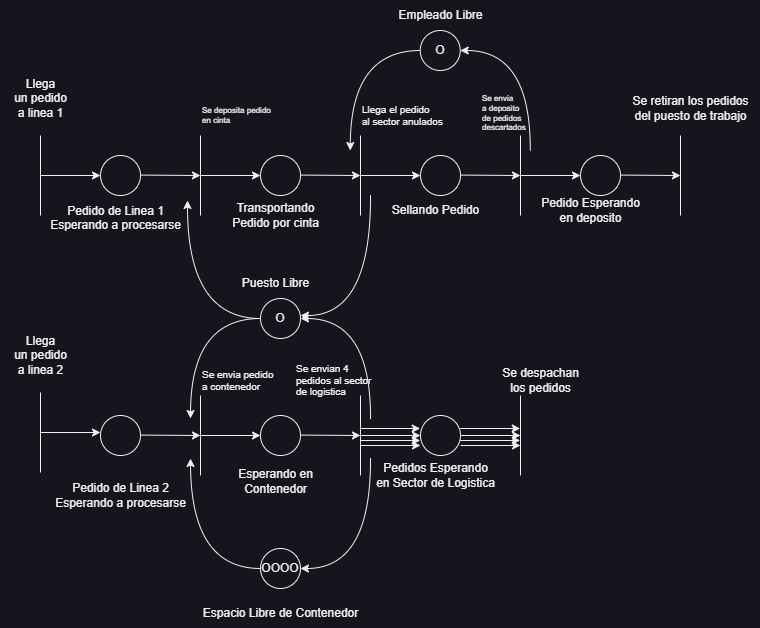 Empleado Libre
O
Llega
un pedido
a linea 1
Se deposita pedido
en cinta
Llega el pedido
al sector anulados
Se envia
a deposito
de pedidos
descartados
Se retiran los pedidos
del puesto de trabajo
Pedido de Linea 1
Esperando a procesarse
Transportando
Pedido por cinta
Sellando Pedido
Pedido Esperando
en deposito
Puesto Libre
O
Llega
un pedido
a linea 2
Se envia pedido
a contenedor
Se envian 4
pedidos al sector
de logistica
Se despachan
los pedidos
Pedido de Linea 2
Esperando a procesarse
Esperando en
Contenedor
Pedidos Esperando
en Sector de Logistica
OOOO
Espacio Libre de Contenedor